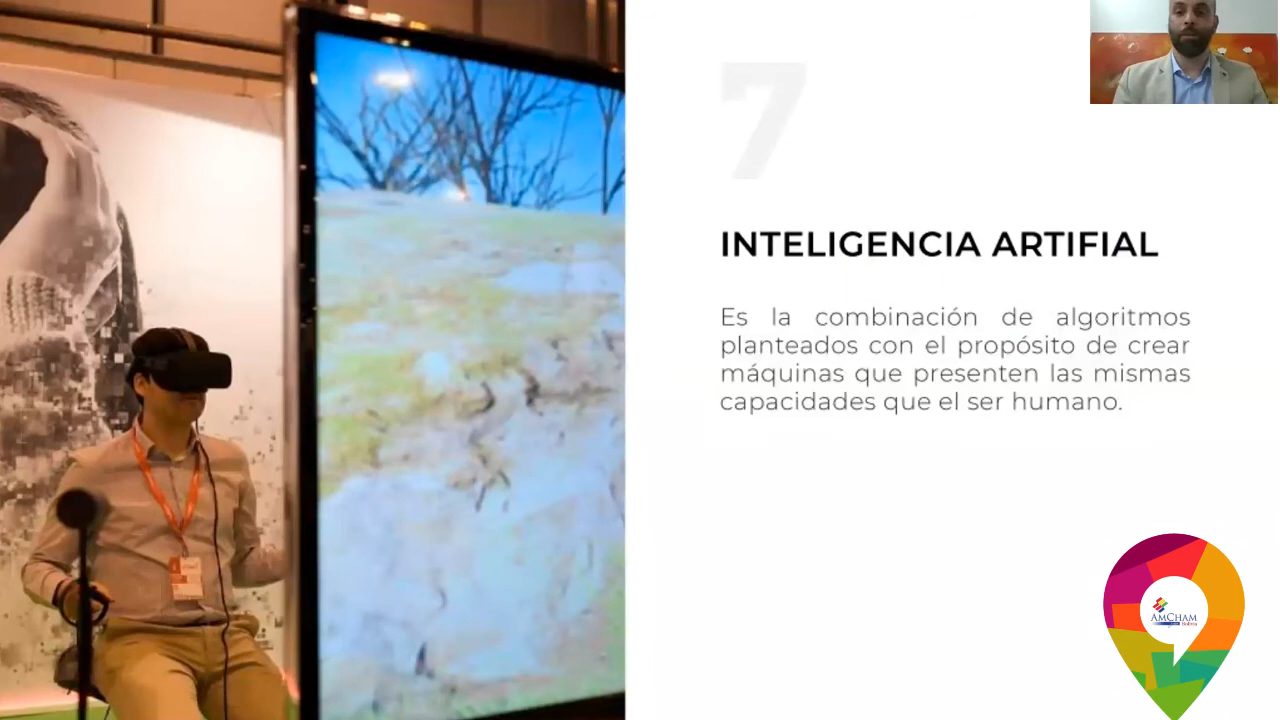 7
INTELIGENCIA ARTIFIAL
Es la combinación de algoritmos
planteados con el propósito de crear
máquinas que presenten las mismas
capacidades que el ser humano.
AMCHAM
Bolivia